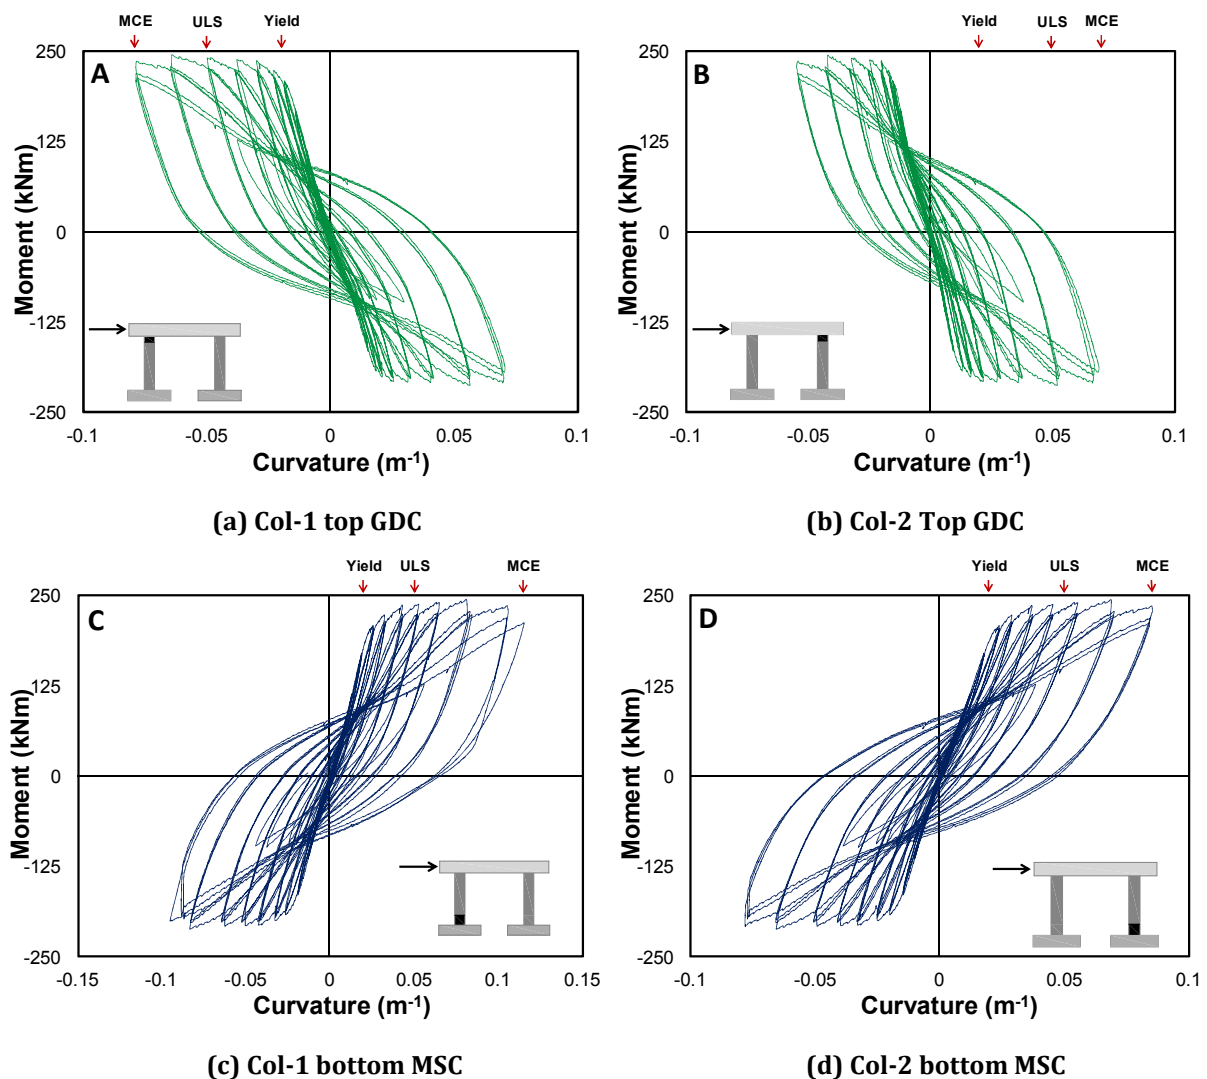 MCE ULS Yield
Yield ULS MCE
250
125
0
-125
-250
Moment (kNm)
A
-0.1 -0.05 0 0.05 0.1
Curvature (m⁻¹)
(a) Col-1 top GDC
250
125
0
-125
-250
Moment (kNm)
B
-0.1 -0.05 0 0.05 0.1
Curvature (m⁻¹)
(b) Col-2 Top GDC
Yield ULS MCE
250
125
0
-125
-250
Moment (kNm)
C
-0.15 -0.1 -0.05 0 0.05 0.1 0.15
Curvature (m⁻¹)
(c) Col-1 bottom MSC
Yield ULS MCE
250
125
0
-125
-250
Moment (kNm)
D
-0.1 -0.05 0 0.05 0.1
Curvature (m⁻¹)
(d) Col-2 bottom MSC